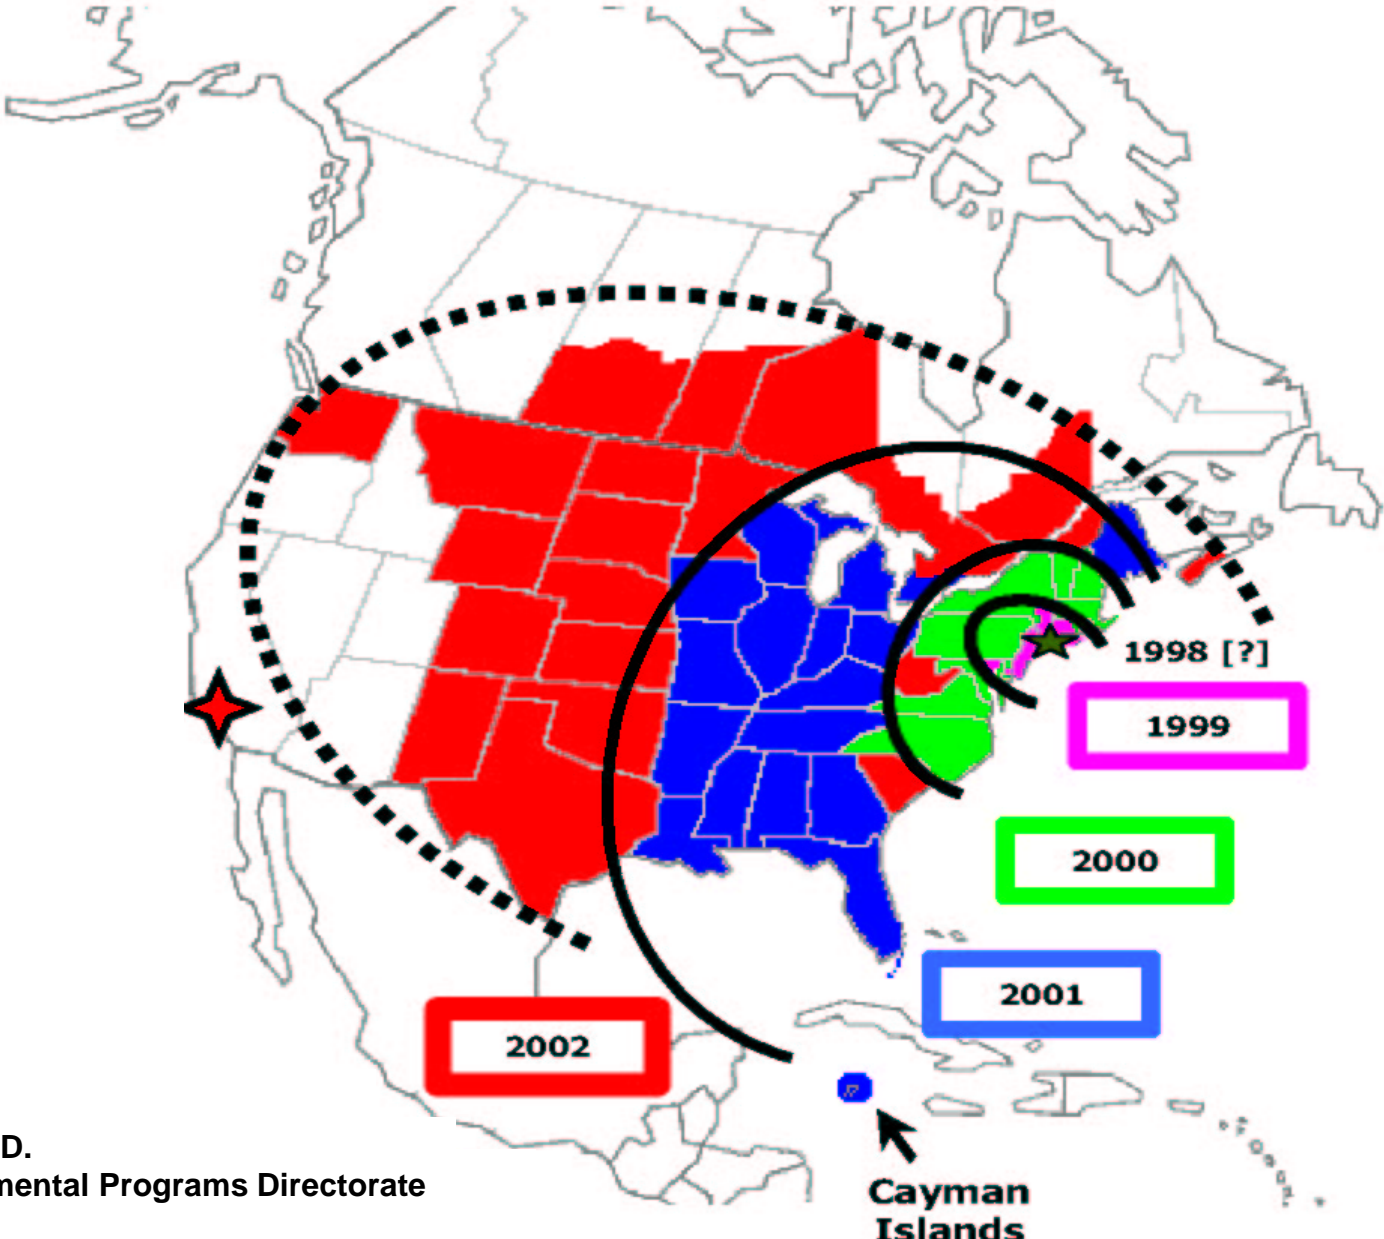 1998 [?]
1999
2000
2001
2002
D.
mental Programs Directorate
Cayman
Islands